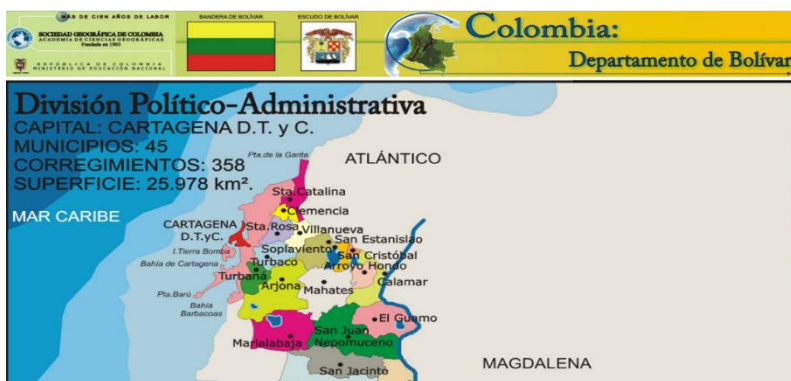 MÁS DE CIEN AÑOS DE LABOR
SOCIEDAD GEOGRÁFICA DE COLOMBIA
ACADEMIA DE CIENCIAS GEOGRÁFICAS
Fundada en 1903
REPÚBLICA DE COLOMBIA
MINISTERIO DE EDUCACIÓN NACIONAL
BANDERA DE BOLÍVAR
ESCUDO DE BOLÍVAR
Colombia:
Departamento de Bolívar
División Político-Administrativa
CAPITAL: CARTAGENA D.T. y C.
MUNICIPIOS: 45
CORREGIMIENTOS: 358
SUPERFICIE: 25.978 km².
MAR CARIBE
Pta.de la Garita
ATLÁNTICO
Sta.Catalina
Clemencia
CARTAGENA
D.T.yC.
Sta.Rosa
Villanueva
San Estanislao
I.Tierra Bomba
Soplaviento
San Cristóbal
Turbaco
Arroyo Hondo
Bahía de Cartagena
Turbana
Arjona
Mahates
Calamar
Pta.Barú
Bahía
Barbacoas
El Guamo
San Juan
Nepomuceno
Marialabaja
San Jacinto
MAGDALENA